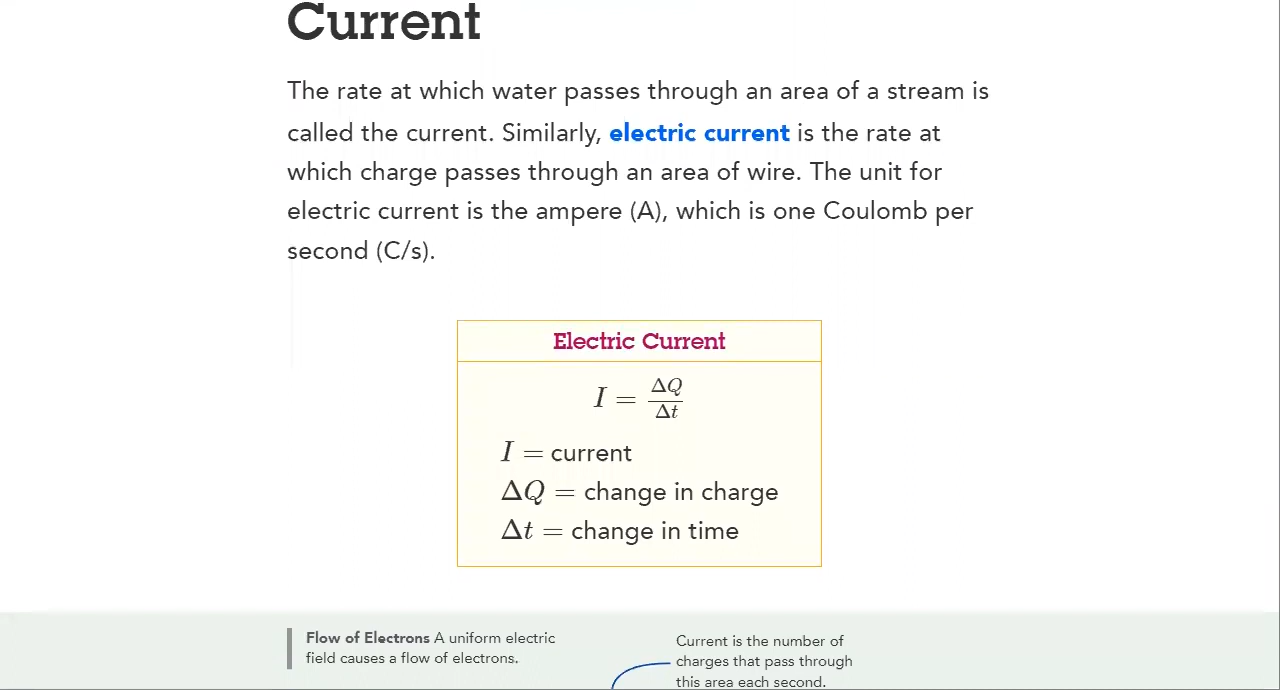 Current
The rate at which water passes through an area of a stream is
called the current. Similarly, electric current is the rate at
which charge passes through an area of wire. The unit for
electric current is the ampere (A), which is one Coulomb per
second (C/s).
Electric Current
I = ΔQ/Δt
I = current
ΔQ = change in charge
Δt = change in time
Flow of Electrons A uniform electric
field causes a flow of electrons.
Current is the number of
charges that pass through
this area each second.